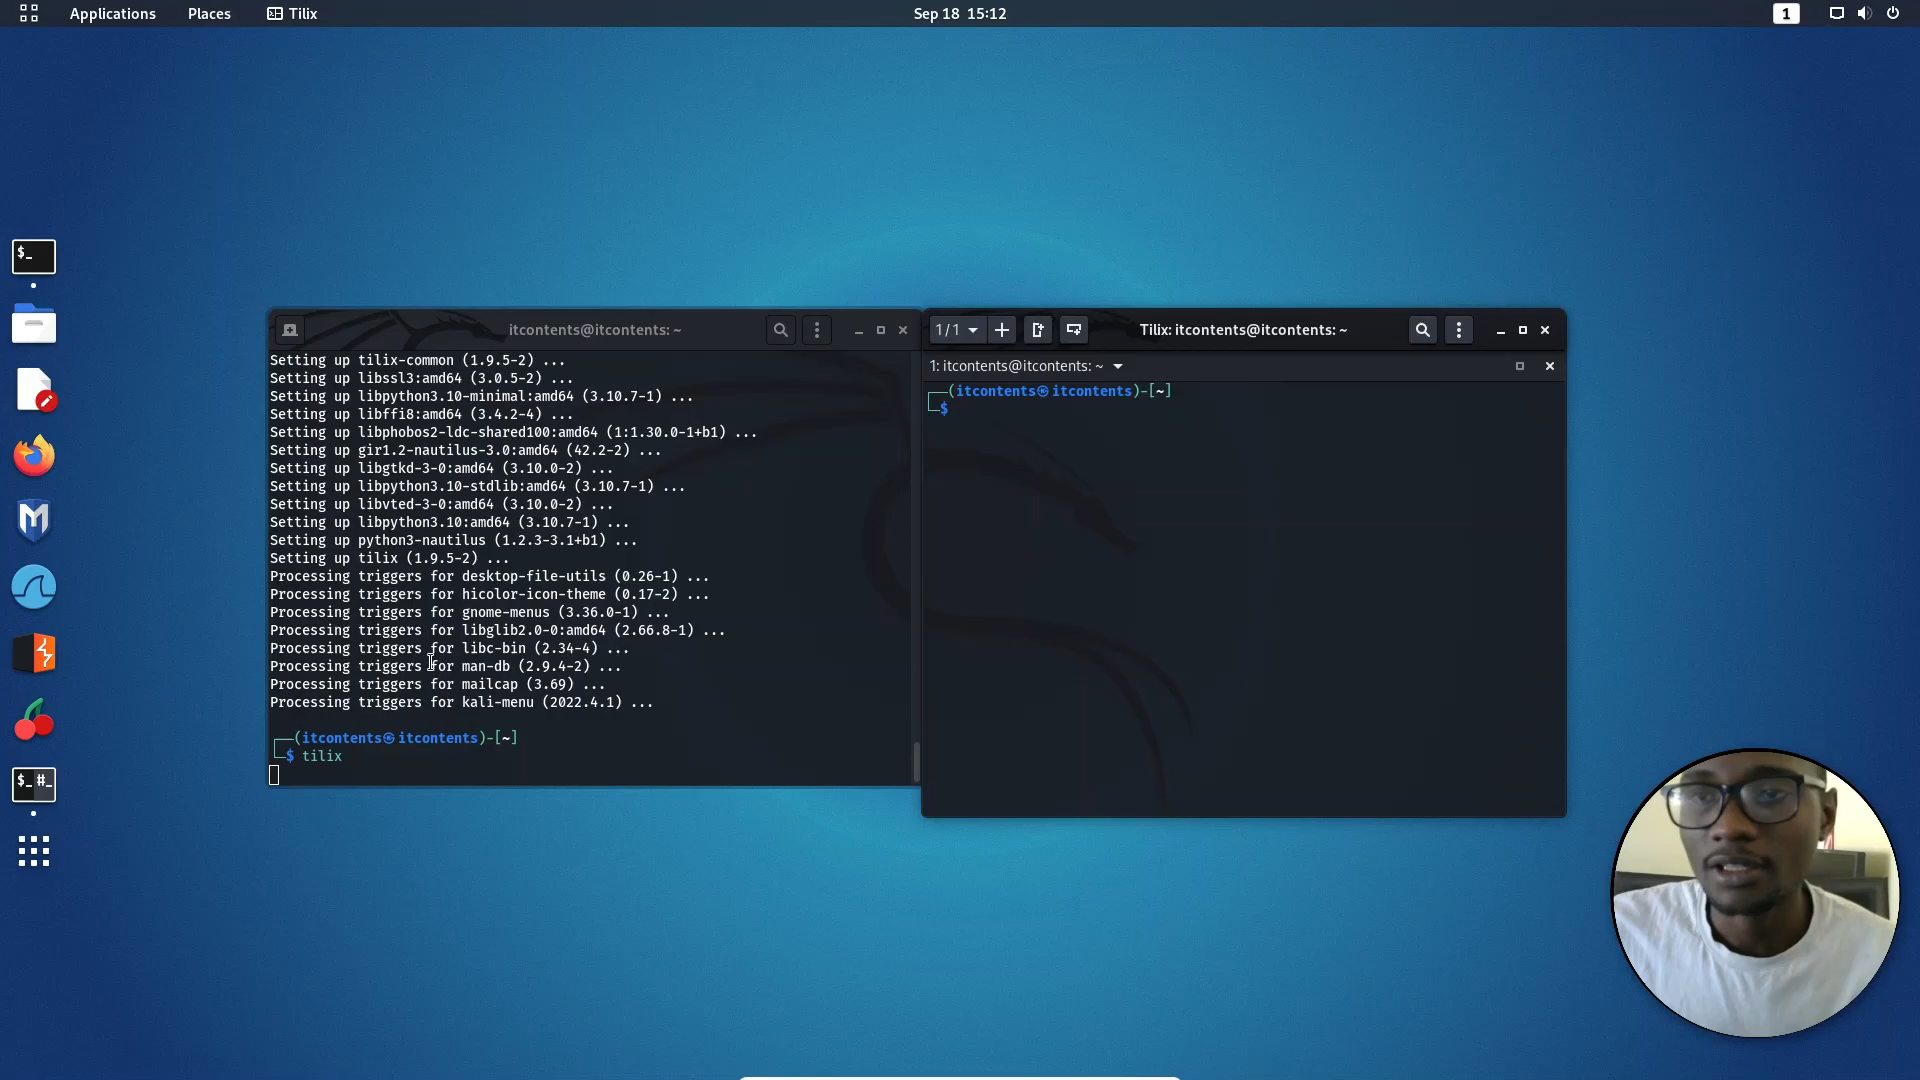 Applications Places Tilix Sep 18 15:12 1
itcontents@itcontents: ~
Setting up tilix-common (1.9.5-2) ...
Setting up libssl3:amd64 (3.0.5-2) ...
Setting up libpython3.10-minimal:amd64 (3.10.7-1) ...
Setting up libffi8:amd64 (3.4.2-4) ...
Setting up libphobos2-ldc-shared100:amd64 (1:1.30.0-1+b1) ...
Setting up gir1.2-nautilus-3.0:amd64 (42.2-2) ...
Setting up libgtkd-3-0:amd64 (3.10.0-2) ...
Setting up libpython3.10-stdlib:amd64 (3.10.7-1) ...
Setting up libvted-3-0:amd64 (3.10.0-2) ...
Setting up libpython3.10:amd64 (3.10.7-1) ...
Setting up python3-nautilus (1.2.3-3.1+b1) ...
Setting up tilix (1.9.5-2) ...
Processing triggers for desktop-file-utils (0.26-1) ...
Processing triggers for hicolor-icon-theme (0.17-2) ...
Processing triggers for gnome-menus (3.36.0-1) ...
Processing triggers for libglib2.0-0:amd64 (2.66.8-1) ...
Processing triggers for libc-bin (2.34-4) ...
Processing triggers for man-db (2.9.4-2) ...
Processing triggers for mailcap (3.69) ...
Processing triggers for kali-menu (2022.4.1) ...
┌──(itcontents㉿itcontents)-[~]
└─$ tilix
1/1 Tilix: itcontents@itcontents: ~
1: itcontents@itcontents: ~
┌──(itcontents㉿itcontents)-[~]
└─$
$_
$_ #_